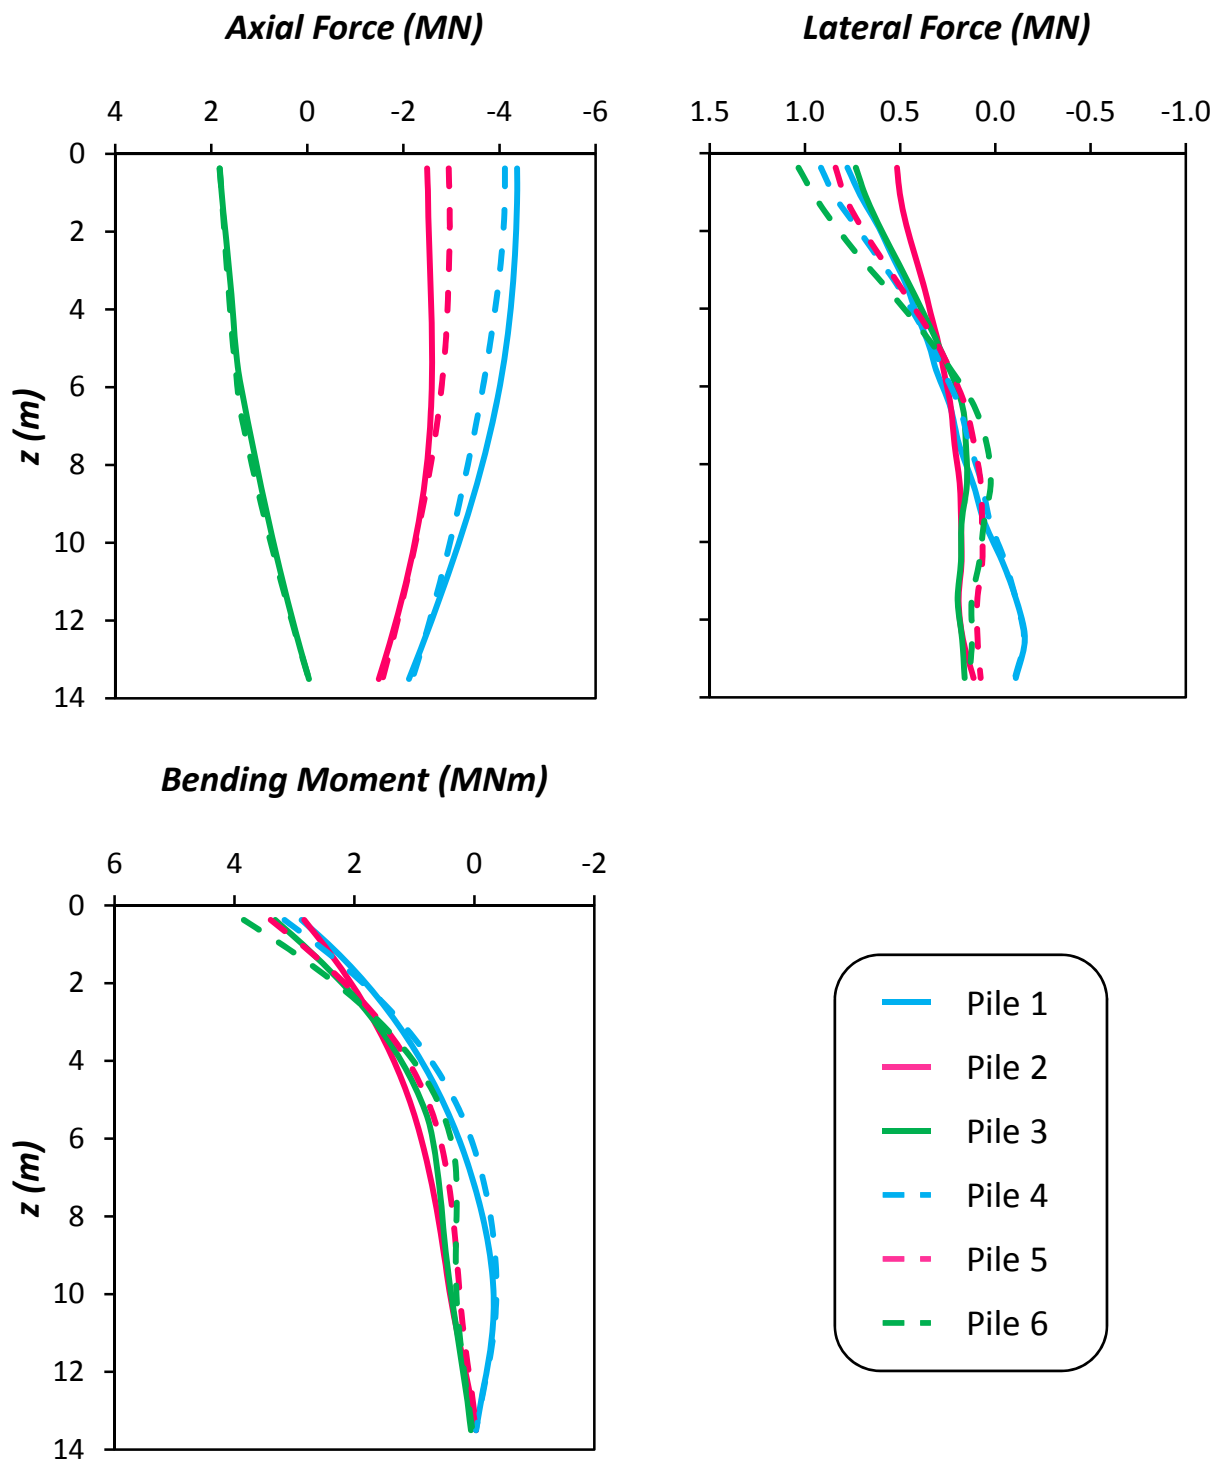 Axial Force (MN)
4 2 0 -2 -4 -6
0
2
4
6
8
10
12
14
z (m)
Lateral Force (MN)
1.5 1.0 0.5 0.0 -0.5 -1.0
Bending Moment (MNm)
6 4 2 0 -2
0
2
4
6
8
10
12
14
z (m)
Pile 1
Pile 2
Pile 3
Pile 4
Pile 5
Pile 6